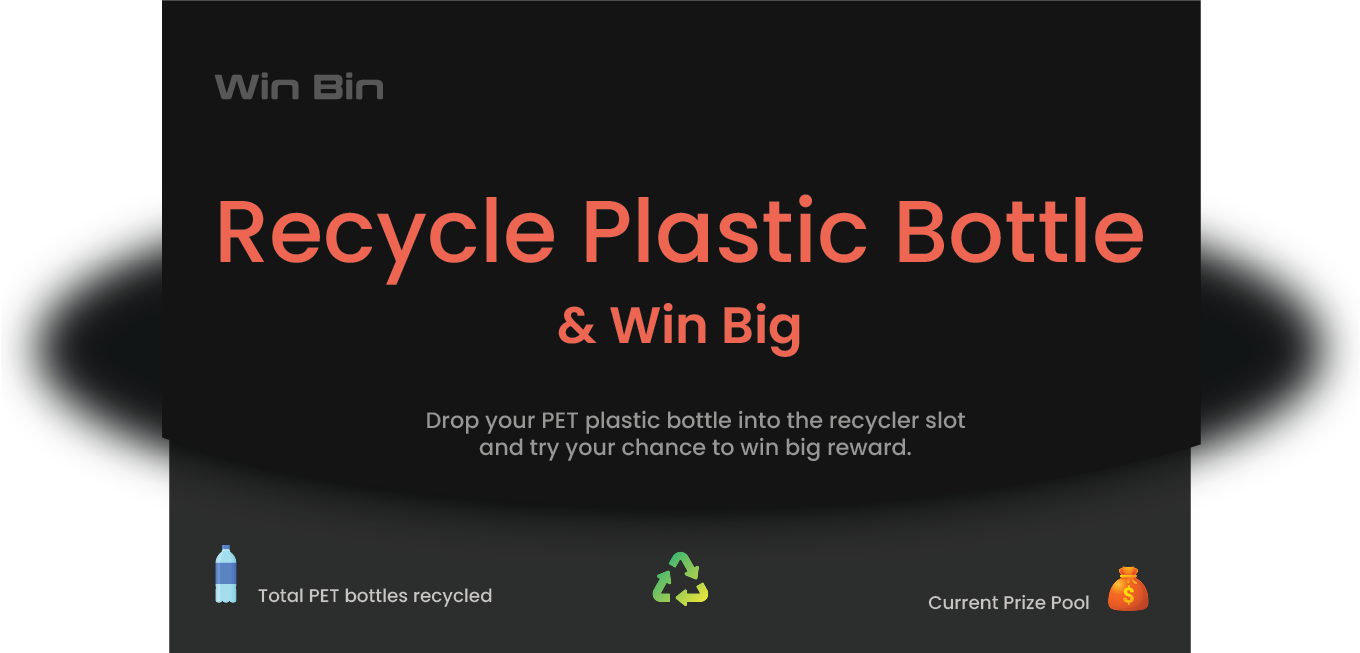 Win Bin
Recycle Plastic Bottle
& Win Big
Drop your PET plastic bottle into the recycler slot
and try your chance to win big reward.
Total PET bottles recycled
Current Prize Pool
$